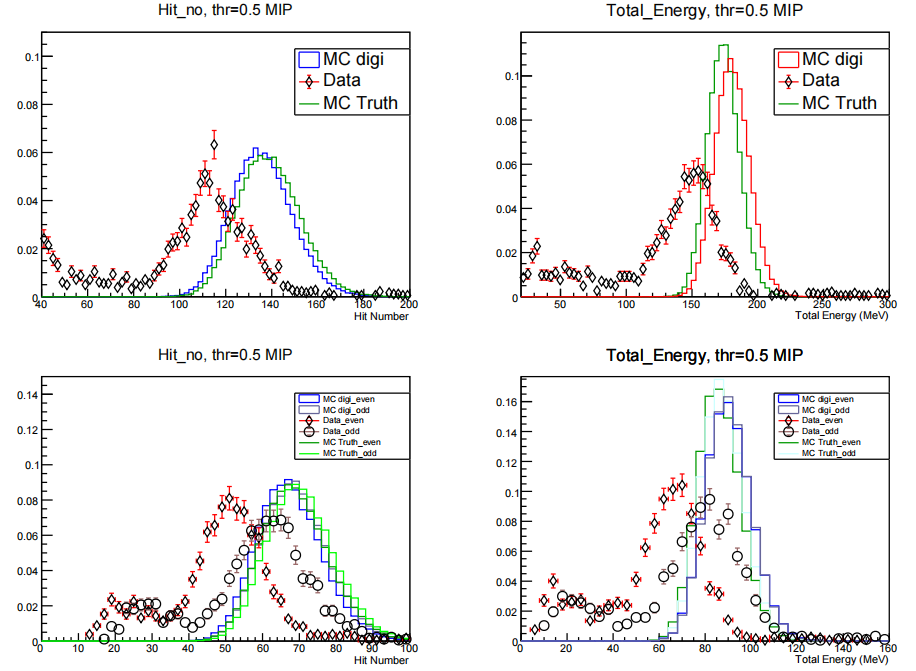 Hit_no, thr=0.5 MIP
0.1
0.08
0.06
0.04
0.02
0
MC digi
Data
MC Truth
40 60 80 100 120 140 160 180 200
Hit Number
Total_Energy, thr=0.5 MIP
0.1
0.08
0.06
0.04
0.02
0
MC digi
Data
MC Truth
50 100 150 200 250 300
Total Energy (MeV)
Hit_no, thr=0.5 MIP
0.14
0.12
0.1
0.08
0.06
0.04
0.02
0
MC digi_even
MC digi_odd
Data_even
Data_odd
MC Truth_even
MC Truth_odd
0 10 20 30 40 50 60 70 80 90 100
Hit Number
Total_Energy, thr=0.5 MIP
0.16
0.14
0.12
0.1
0.08
0.06
0.04
0.02
0
MC digi_even
MC digi_odd
Data_even
Data_odd
MC Truth_even
MC Truth_odd
0 20 40 60 80 100 120 140 160
Total Energy (MeV)